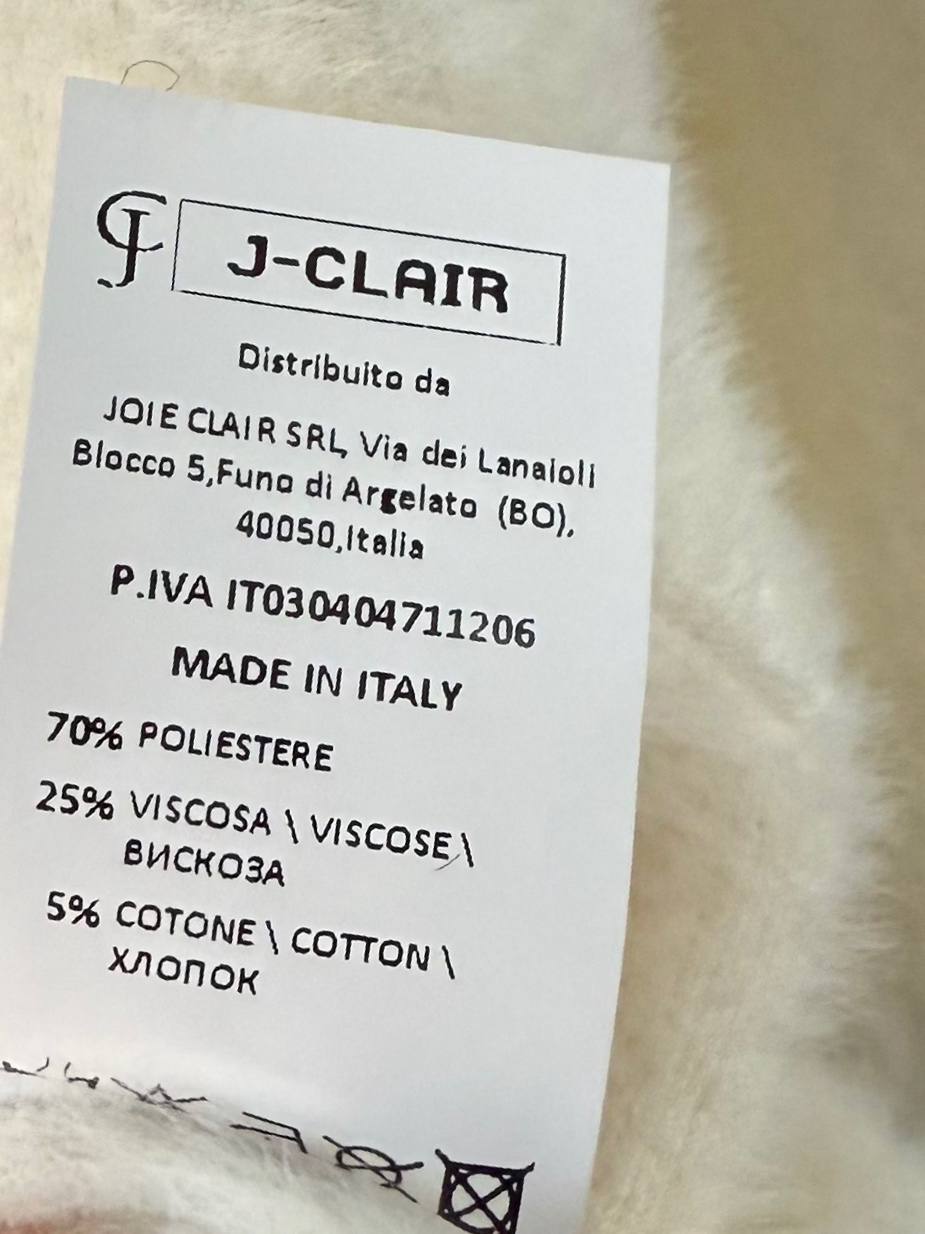 CJ
J-CLAIR
Distribuito da
JOIE CLAIR SRL, Via dei Lanaioli
Blocco 5,Funo di Argelato (BO),
40050,Italia
P.IVA IT030404711206
MADE IN ITALY
70% POLIESTERE
25% VISCOSA \ VISCOSE \
ВИСКОЗА
5% COTONE \ COTTON \
ХЛОПОК